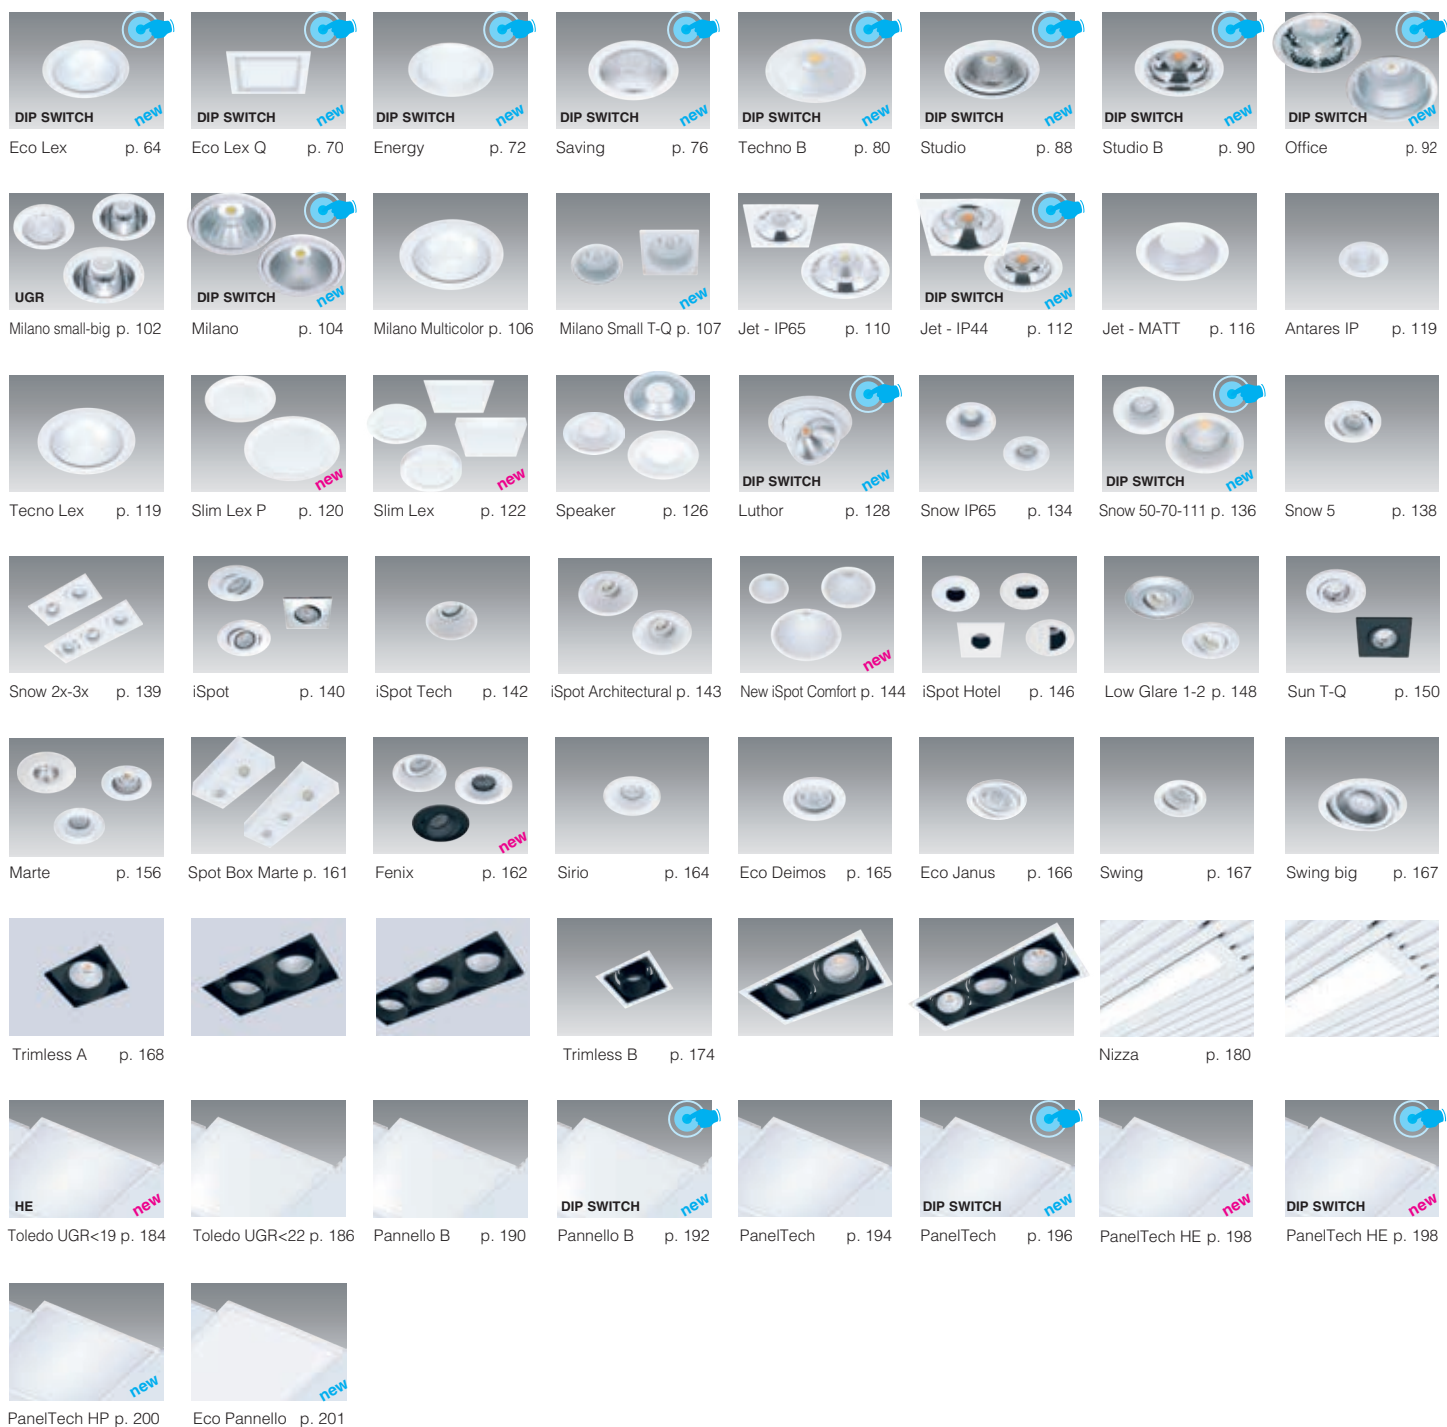 DIP SWITCH new DIP SWITCH new DIP SWITCH new DIP SWITCH new DIP SWITCH new DIP SWITCH new DIP SWITCH new DIP SWITCH new
Eco Lex p. 64 Eco Lex Q p. 70 Energy p. 72 Saving p. 76 Techno B p. 80 Studio p. 88 Studio B p. 90 Office p. 92
UGR DIP SWITCH new new DIP SWITCH new
Milano small-big p. 102 Milano p. 104 Milano Multicolor p. 106 Milano Small T-Q p. 107 Jet - IP65 p. 110 Jet - IP44 p. 112 Jet - MATT p. 116 Antares IP p. 119
new new DIP SWITCH new DIP SWITCH new
Tecno Lex p. 119 Slim Lex P p. 120 Slim Lex p. 122 Speaker p. 126 Luthor p. 128 Snow IP65 p. 134 Snow 50-70-111 p. 136 Snow 5 p. 138
new
Snow 2x-3x p. 139 iSpot p. 140 iSpot Tech p. 142 iSpot Architectural p. 143 New iSpot Comfort p. 144 iSpot Hotel p. 146 Low Glare 1-2 p. 148 Sun T-Q p. 150
new
Marte p. 156 Spot Box Marte p. 161 Fenix p. 162 Sirio p. 164 Eco Deimos p. 165 Eco Janus p. 166 Swing p. 167 Swing big p. 167
Trimless A p. 168 Trimless B p. 174 Nizza p. 180
HE new DIP SWITCH new DIP SWITCH new new DIP SWITCH new
Toledo UGR<19 p. 184 Toledo UGR<22 p. 186 Pannello B p. 190 Pannello B p. 192 PanelTech p. 194 PanelTech p. 196 PanelTech HE p. 198 PanelTech HE p. 198
new new
PanelTech HP p. 200 Eco Pannello p. 201